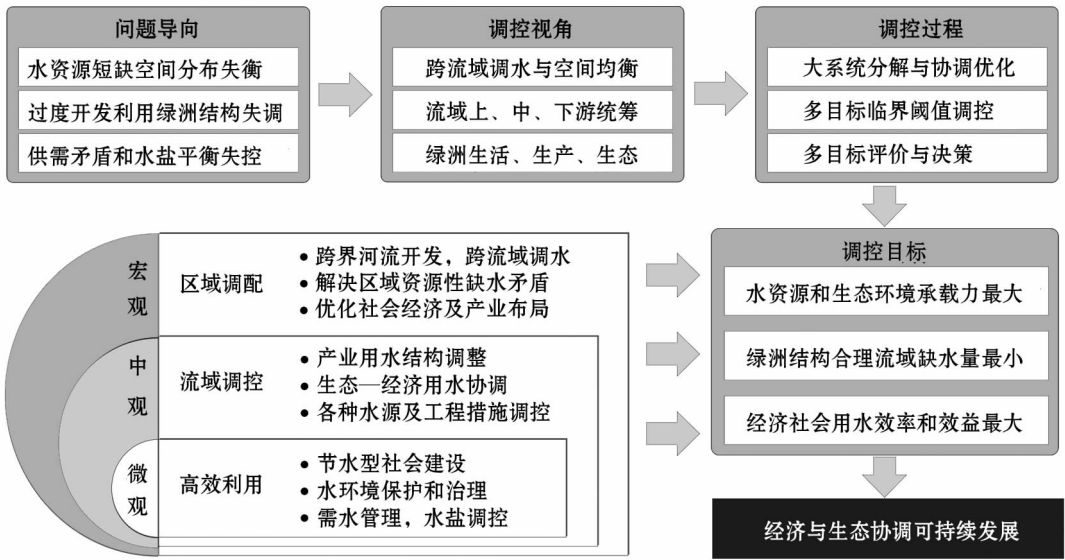 问题导向
水资源短缺空间分布失衡
过度开发利用绿洲结构失调
供需矛盾和水盐平衡失控
调控视角
跨流域调水与空间均衡
流域上、中、下游统筹
绿洲生活、生产、生态
调控过程
大系统分解与协调优化
多目标临界阈值调控
多目标评价与决策
宏观
区域调配
• 跨界河流开发，跨流域调水
• 解决区域资源性缺水矛盾
• 优化社会经济及产业布局
中观
流域调控
• 产业用水结构调整
• 生态—经济用水协调
• 各种水源及工程措施调控
微观
高效利用
• 节水型社会建设
• 水环境保护和治理
• 需水管理，水盐调控
调控目标
水资源和生态环境承载力最大
绿洲结构合理流域缺水量最小
经济社会用水效率和效益最大
经济与生态协调可持续发展